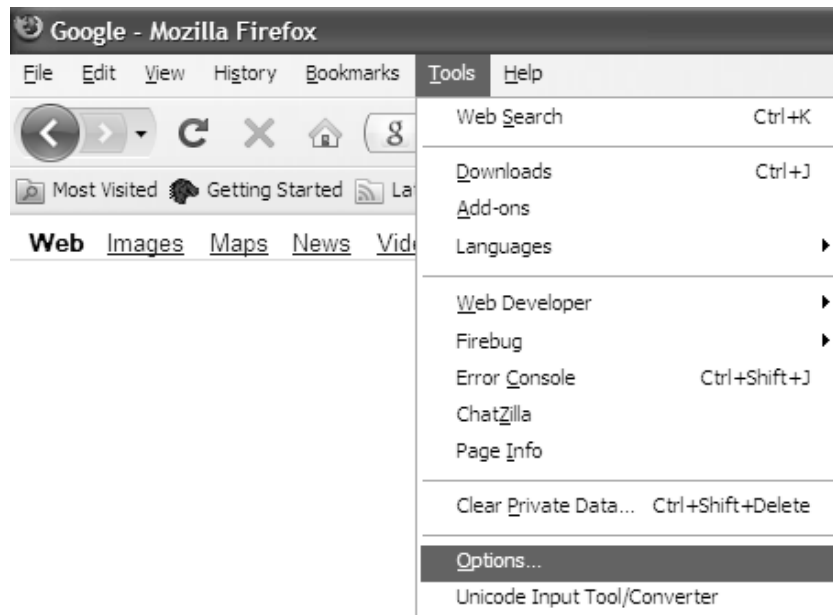 Google - Mozilla Firefox
File Edit View History Bookmarks Tools Help
g
Most Visited Getting Started La
Web Images Maps News Vid
Web Search Ctrl+K
Downloads Ctrl+J
Add-ons
Languages
Web Developer
Firebug
Error Console Ctrl+Shift+J
ChatZilla
Page Info
Clear Private Data... Ctrl+Shift+Delete
Options...
Unicode Input Tool/Converter